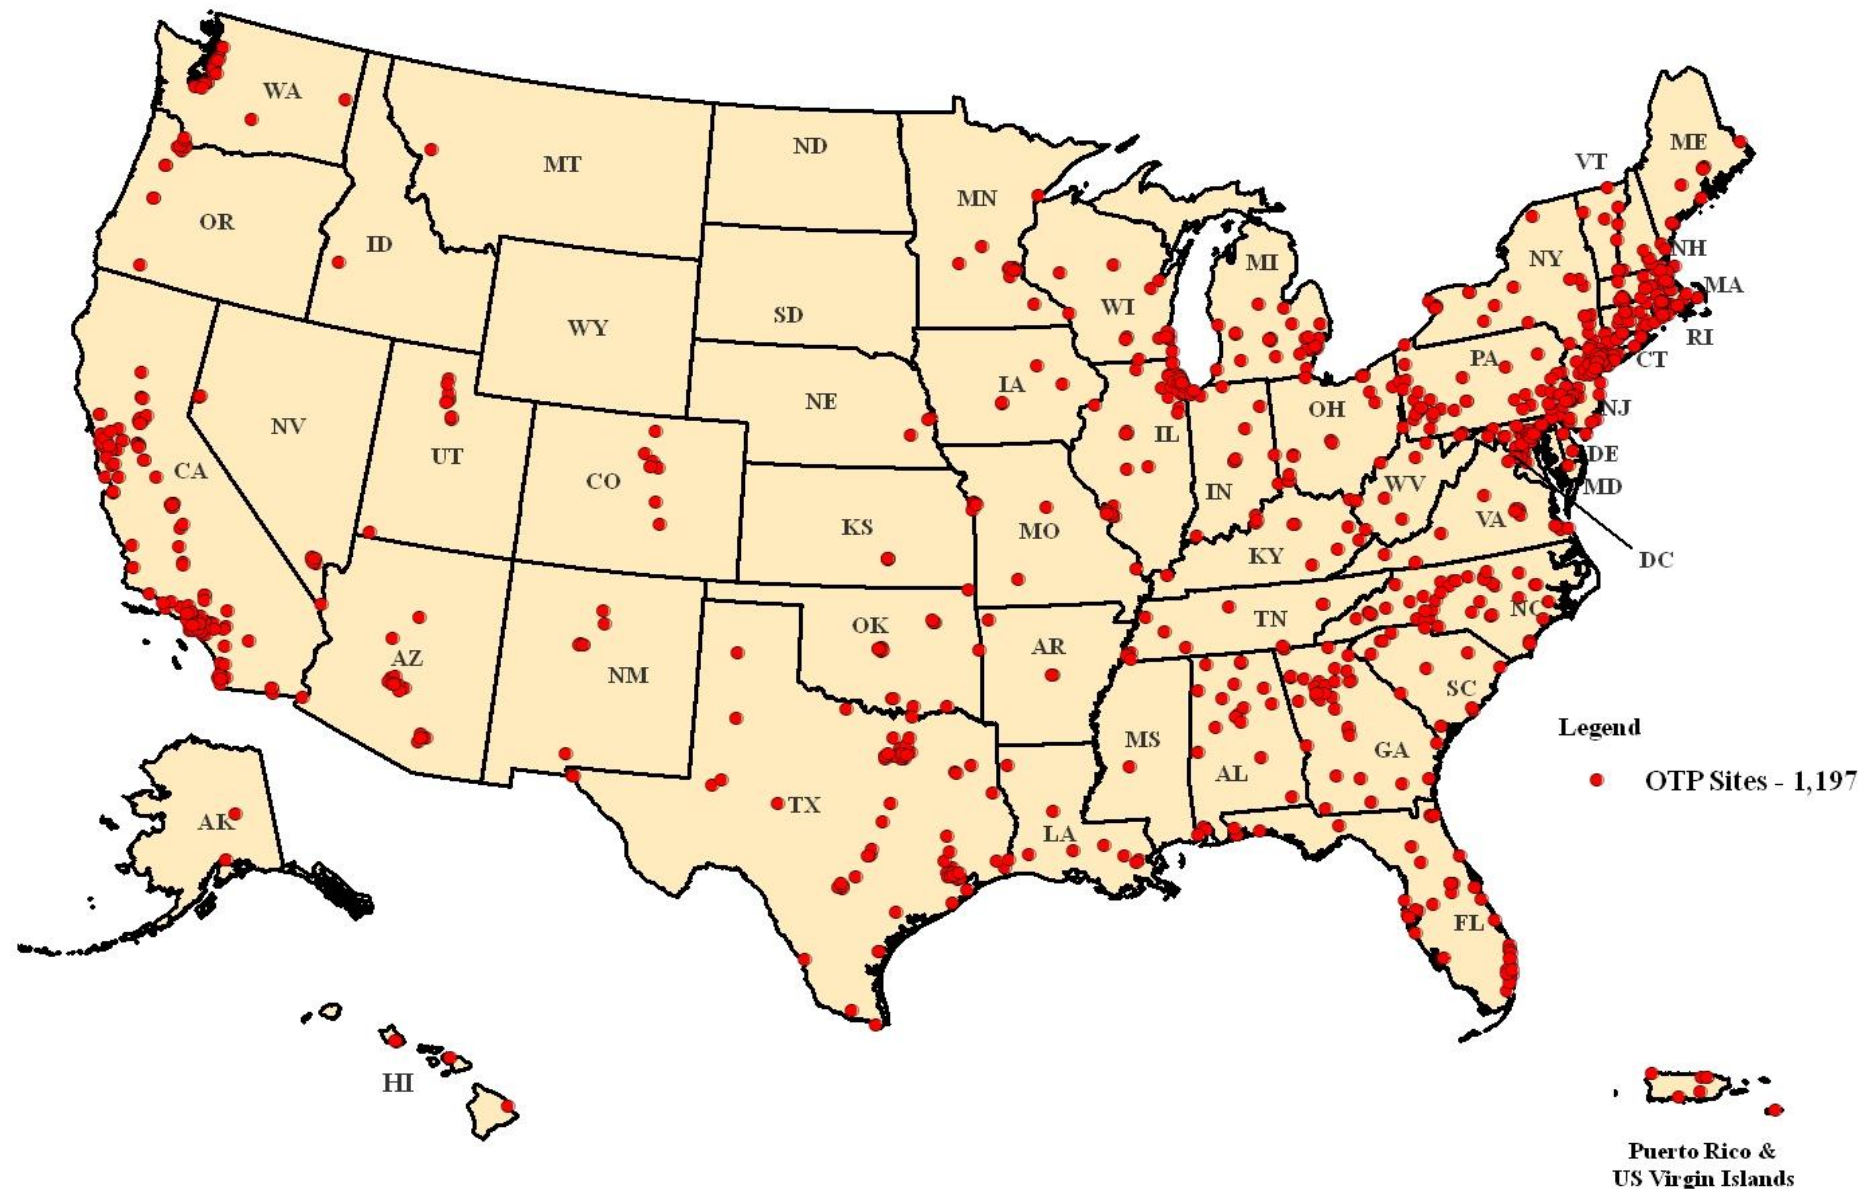 WA
ME
VT
ND
MT
MN
OR
ID
NH
NY
MI
MA
WI
SD
WY
RI
CT
PA
IA
NE
OH
NJ
NV
IL
UT
CA
CO
DE
WV
MD
IN
VA
KS
MO
KY
DC
NC
TN
OK
AR
AZ
NM
SC
Legend
MS
GA
AL
OTP Sites - 1,197
TX
AK
LA
FL
HI
Puerto Rico &
US Virgin Islands